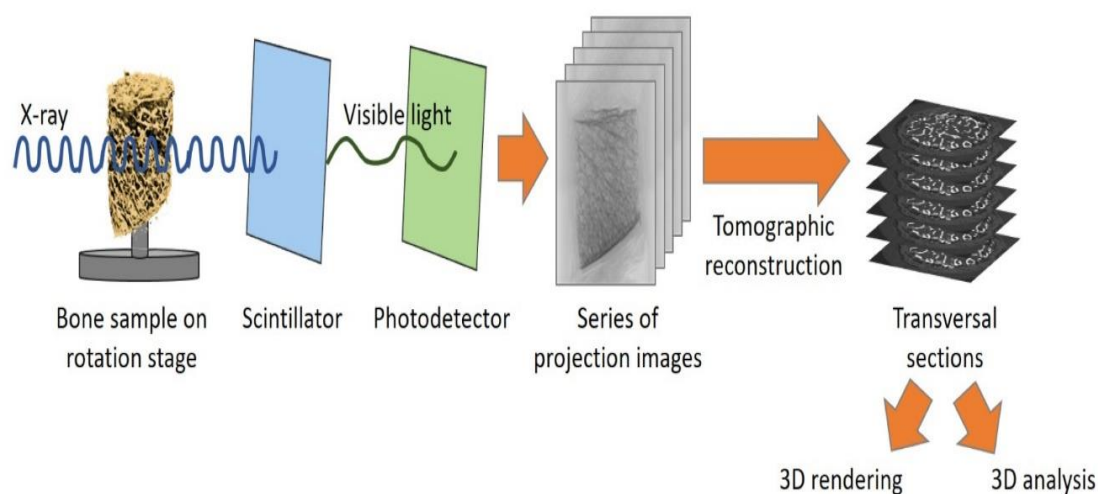 X-ray
Visible light
Bone sample on
rotation stage
Scintillator
Photodetector
Series of
projection images
Tomographic
reconstruction
Transversal
sections
3D rendering
3D analysis